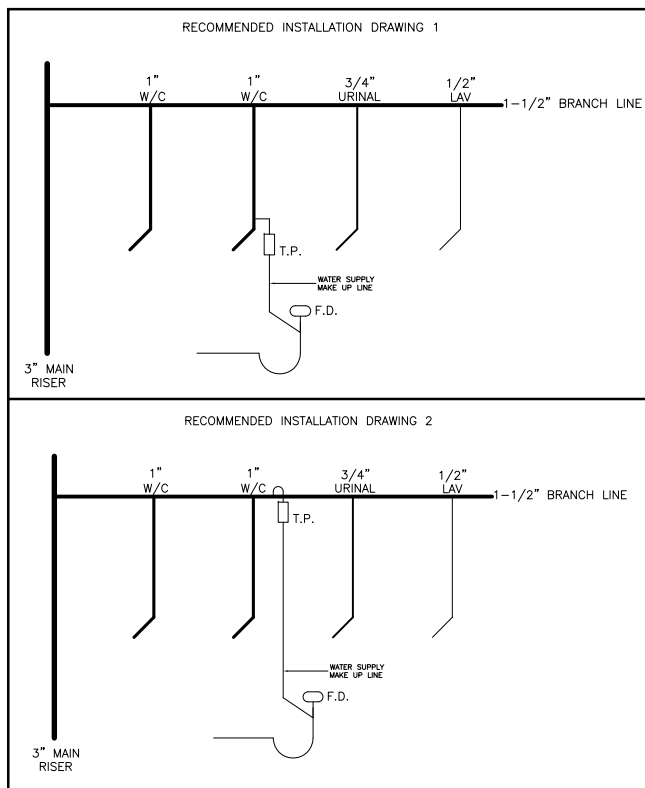 RECOMMENDED INSTALLATION DRAWING 1
1" 1" 3/4" 1/2"
W/C W/C URINAL LAV
1-1/2" BRANCH LINE
T.P.
WATER SUPPLY
MAKE UP LINE
F.D.
3" MAIN
RISER
RECOMMENDED INSTALLATION DRAWING 2
1" 1" 3/4" 1/2"
W/C W/C URINAL LAV
1-1/2" BRANCH LINE
T.P.
WATER SUPPLY
MAKE UP LINE
F.D.
3" MAIN
RISER